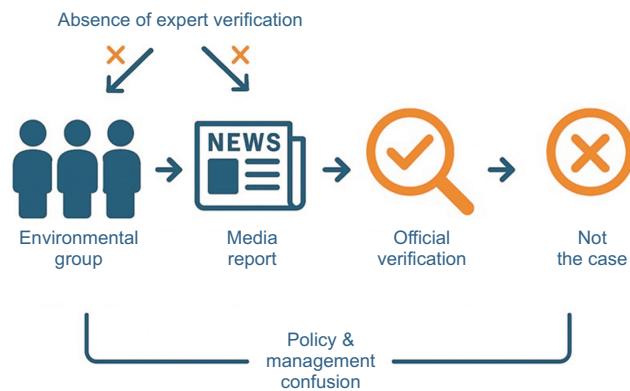 Absence of expert verification
NEWS
Environmental
group
Media
report
Official
verification
Not
the case
Policy &
management
confusion